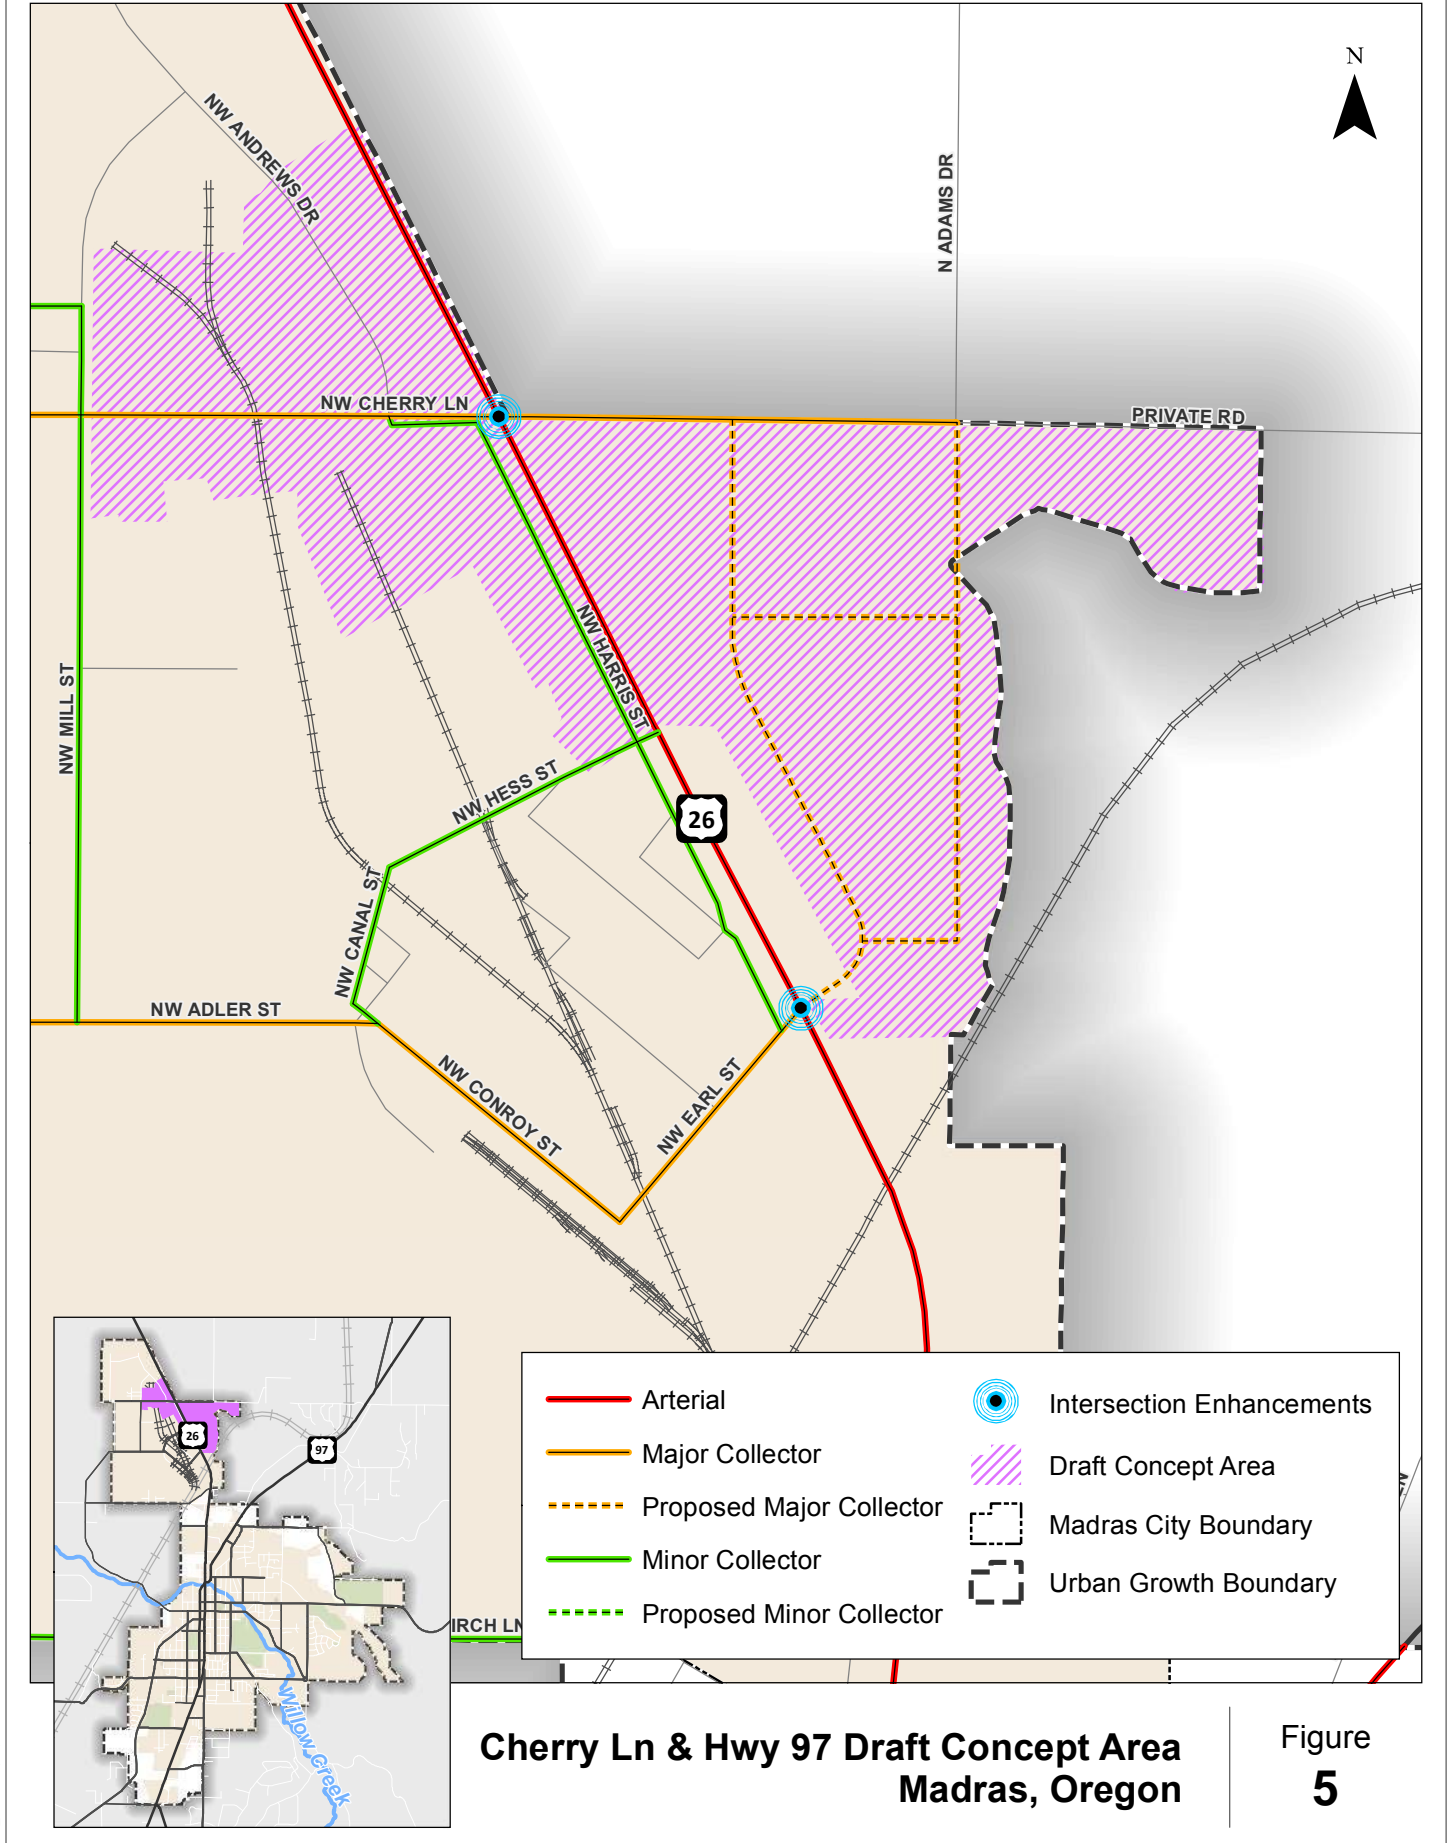 N
NW ANDREWS DR
N ADAMS DR
NW CHERRY LN
PRIVATE RD
NW HARRIS ST
NW MILL ST
NW HESS ST
26
NW CANAL ST
NW ADLER ST
NW CONROY ST
NW EARL ST
26
97
Willow Creek
IRCH LN
Arterial
Major Collector
Proposed Major Collector
Minor Collector
Proposed Minor Collector
Intersection Enhancements
Draft Concept Area
Madras City Boundary
Urban Growth Boundary
Cherry Ln & Hwy 97 Draft Concept Area
Madras, Oregon
Figure
5